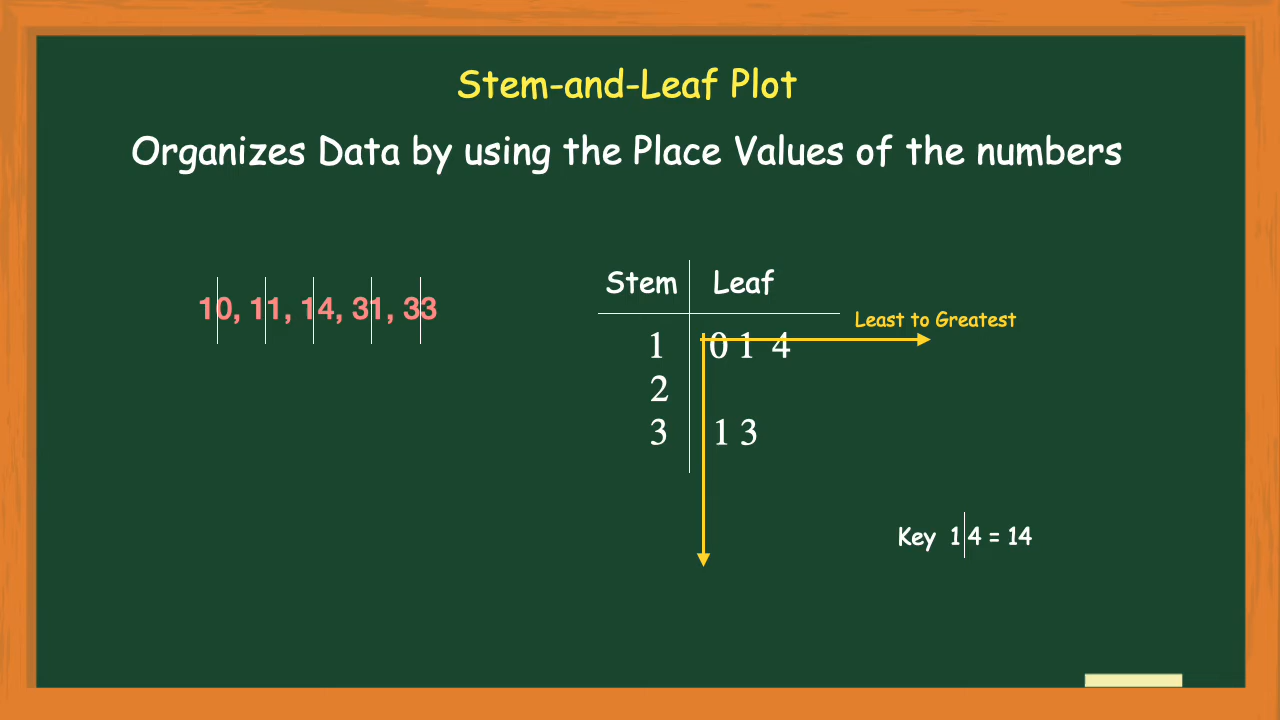 Stem-and-Leaf Plot
Organizes Data by using the Place Values of the numbers
10, 11, 14, 31, 33
Stem Leaf
Least to Greatest
1 0 1 4
2
3 1 3
Key 1|4 = 14